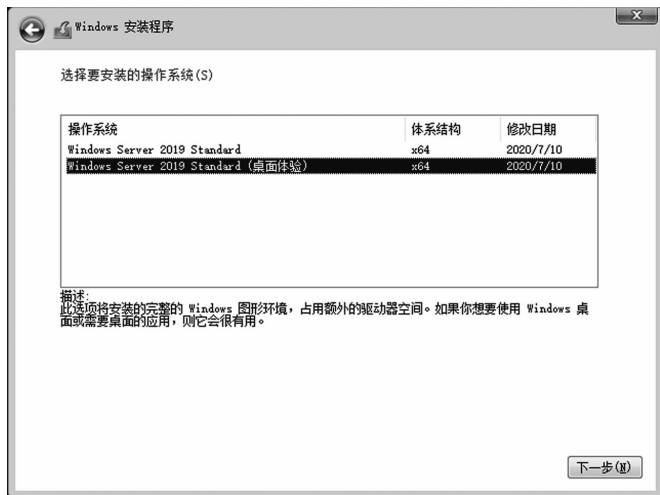 Windows 安装程序
选择要安装的操作系统(S)
操作系统 体系结构 修改日期
Windows Server 2019 Standard x64 2020/7/10
Windows Server 2019 Standard (桌面体验) x64 2020/7/10
描述:
此选项将安装的完整的 Windows 图形环境，占用额外的驱动器空间。如果你想要使用 Windows 桌
面或需要桌面的应用，则它会很有用。
下一步(N)